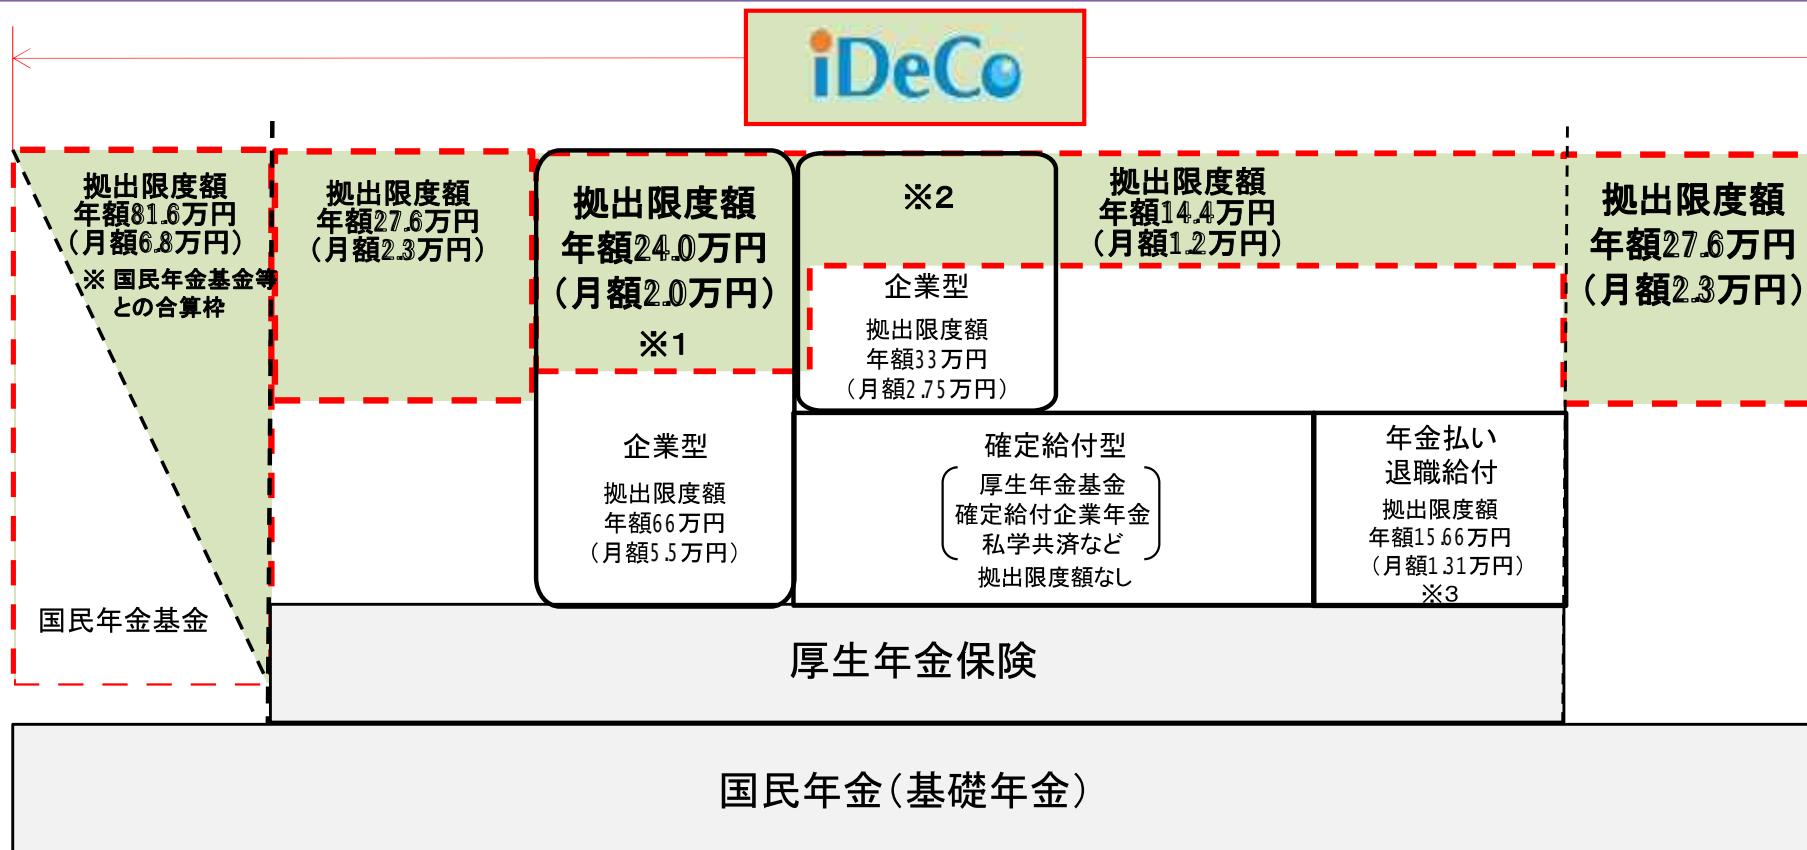 iDeCo
拠出限度額
年額81.6万円
（月額6.8万円）
※ 国民年金基金等
との合算枠
国民年金基金
拠出限度額
年額27.6万円
（月額2.3万円）
拠出限度額
年額24.0万円
（月額2.0万円）
※1
企業型
拠出限度額
年額66万円
（月額5.5万円）
※2
企業型
拠出限度額
年額33万円
（月額2.75万円）
拠出限度額
年額14.4万円
（月額1.2万円）
確定給付型
厚生年金基金
確定給付企業年金
私学共済など
拠出限度額なし
年金払い
退職給付
拠出限度額
年額15.66万円
（月額1.31万円）
※3
拠出限度額
年額27.6万円
（月額2.3万円）
厚生年金保険
国民年金（基礎年金）